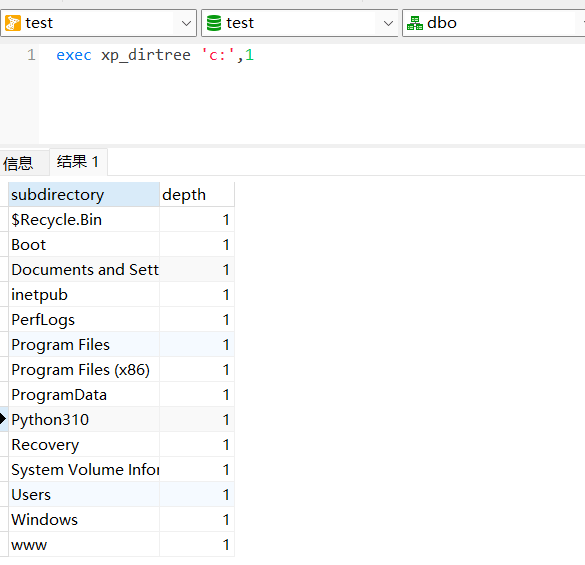 test test dbo
1 exec xp_dirtree 'c:',1
信息 结果 1
subdirectory depth
$Recycle.Bin 1
Boot 1
Documents and Sett 1
inetpub 1
PerfLogs 1
Program Files 1
Program Files (x86) 1
ProgramData 1
Python310 1
Recovery 1
System Volume Infor 1
Users 1
Windows 1
www 1